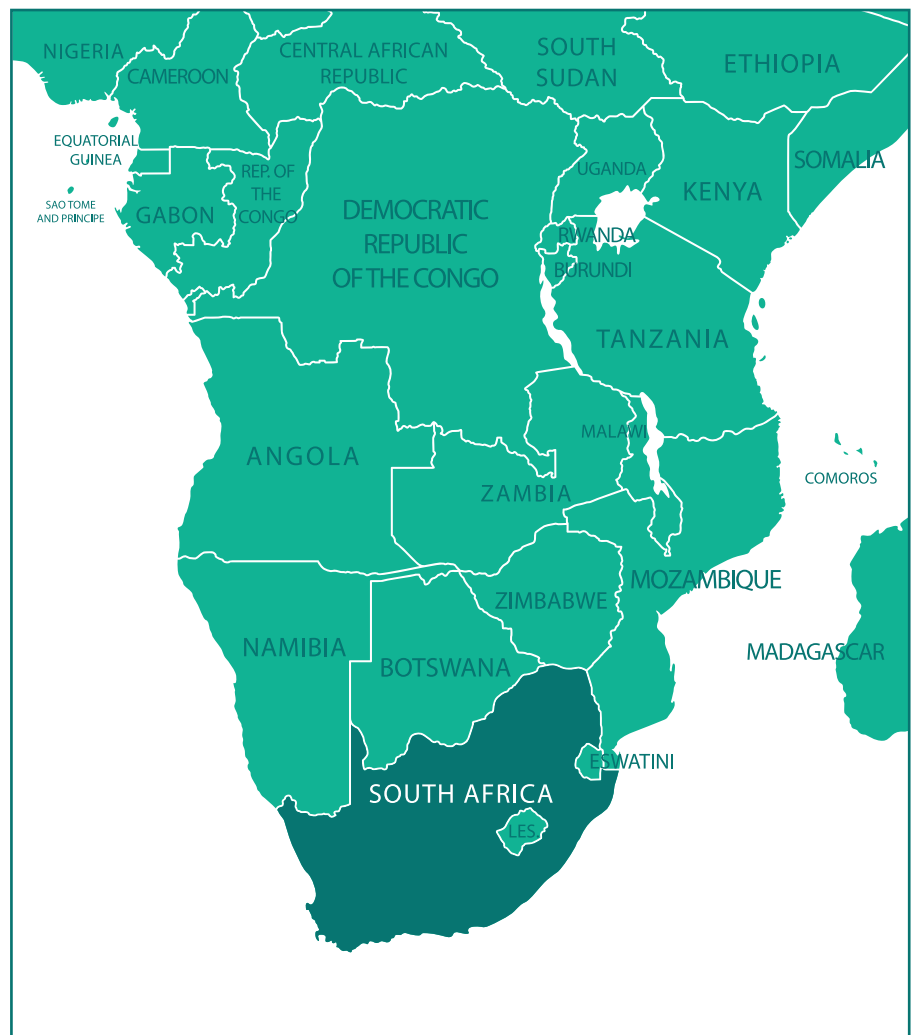 NIGERIA
CAMEROON
CENTRAL AFRICAN
REPUBLIC
SOUTH
SUDAN
ETHIOPIA
EQUATORIAL
GUINEA
SAO TOME
AND PRINCIPE
GABON
REP. OF
THE
CONGO
DEMOCRATIC
REPUBLIC
OF THE CONGO
UGANDA
KENYA
SOMALIA
RWANDA
BURUNDI
TANZANIA
ANGOLA
ZAMBIA
MALAWI
COMOROS
MOZAMBIQUE
ZIMBABWE
NAMIBIA
BOTSWANA
MADAGASCAR
ESWATINI
SOUTH AFRICA
LES.